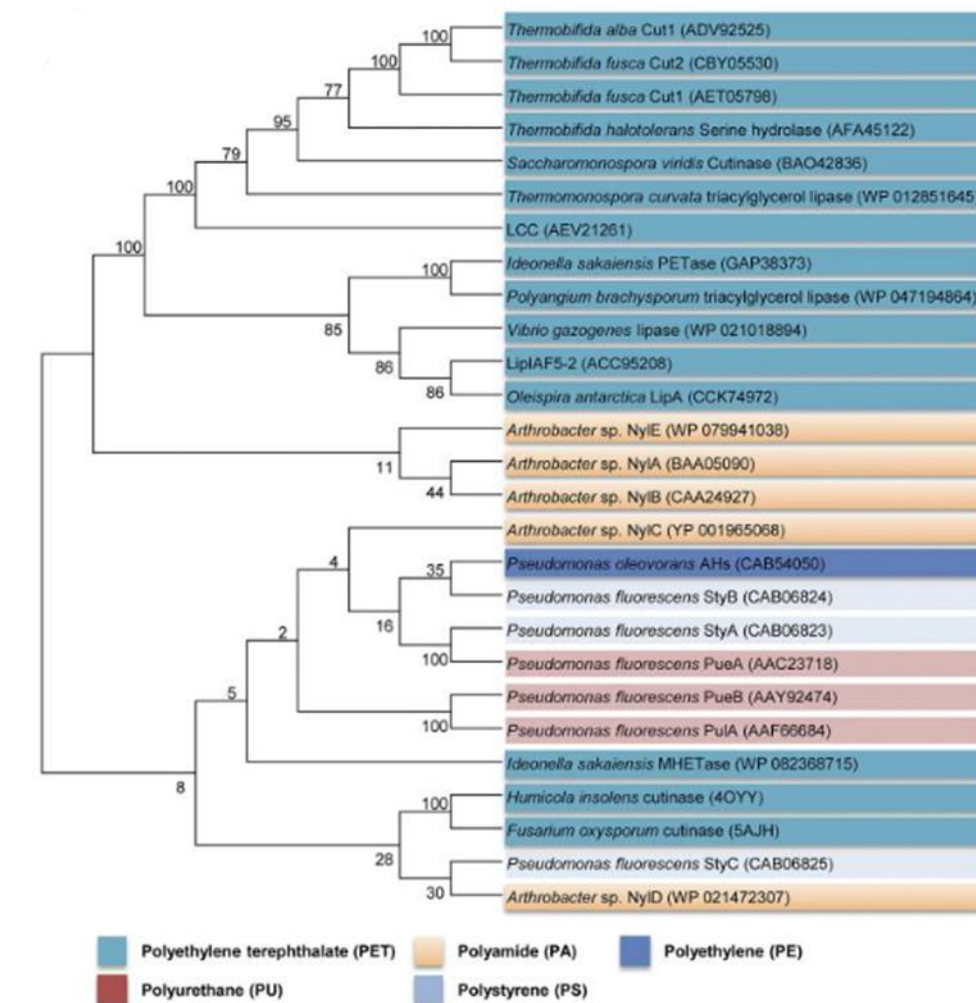 100
Thermobifida alba Cut1 (ADV92525)
100
Thermobifida fusca Cut2 (CBY05530)
77
Thermobifida fusca Cut1 (AET05798)
95
Thermobifida halotolerans Serine hydrolase (AFA45122)
79
Saccharomonospora viridis Cutinase (BAO42836)
100
Thermomonospora curvata triacylglycerol lipase (WP 012851645)
LCC (AEV21261)
100
100
Ideonella sakaiensis PETase (GAP38373)
Polyangium brachysporum triacylglycerol lipase (WP 047194864)
85
Vibrio gazogenes lipase (WP 021018894)
86
LipIAF5-2 (ACC95208)
86
Oleispira antarctica LipA (CCK74972)
Arthrobacter sp. NylE (WP 079941038)
11
Arthrobacter sp. NylA (BAA05090)
44
Arthrobacter sp. NylB (CAA24927)
Arthrobacter sp. NylC (YP 001965068)
4
35
Pseudomonas oleovorans AHs (CAB54050)
Pseudomonas fluorescens StyB (CAB06824)
16
Pseudomonas fluorescens StyA (CAB06823)
2
100
Pseudomonas fluorescens PueA (AAC23718)
5
Pseudomonas fluorescens PueB (AAY92474)
100
Pseudomonas fluorescens PulA (AAF66684)
Ideonella sakaiensis MHETase (WP 082368715)
8
100
Humicola insolens cutinase (4OYY)
Fusarium oxysporum cutinase (5AJH)
28
Pseudomonas fluorescens StyC (CAB06825)
30
Arthrobacter sp. NylD (WP 021472307)
Polyethylene terephthalate (PET)
Polyamide (PA)
Polyethylene (PE)
Polyurethane (PU)
Polystyrene (PS)